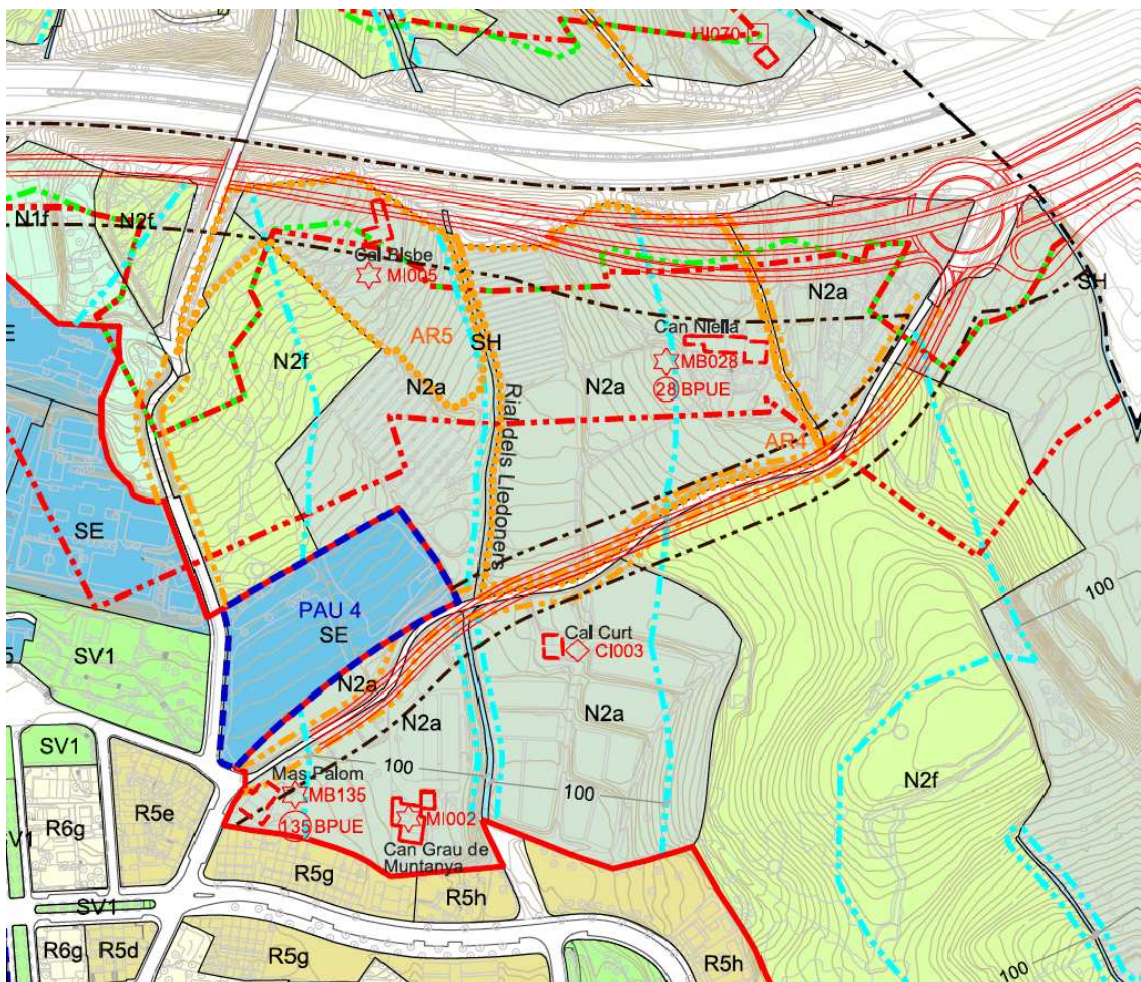 HI070
N1f
N2f
Cal Bisbe
MI005
N2a
SH
AR5
SH
Can Niella
MB028
28 BPUE
N2f
N2a
N2a
Rial dels Lledoners
AR4
SE
PAU 4
SE
100
SV1
N2a
Cal Curt
CI003
N2a
N2a
SV1
Mas Palom
MB135
100
100
N2f
135 BPUE
MI002
R6g
R5e
Can Grau de
Muntanya
R5g
R5h
SV1
R6g
R5d
R5g
R5h
100